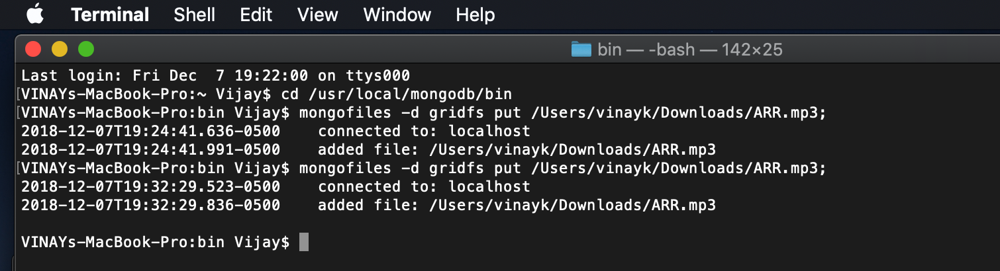 Terminal Shell Edit View Window Help
bin — -bash — 142×25
Last login: Fri Dec  7 19:22:00 on ttys000
[VINAYs-MacBook-Pro:~ Vijay$ cd /usr/local/mongodb/bin
[VINAYs-MacBook-Pro:bin Vijay$ mongofiles -d gridfs put /Users/vinayk/Downloads/ARR.mp3;
2018-12-07T19:24:41.636-0500    connected to: localhost
2018-12-07T19:24:41.991-0500    added file: /Users/vinayk/Downloads/ARR.mp3
[VINAYs-MacBook-Pro:bin Vijay$ mongofiles -d gridfs put /Users/vinayk/Downloads/ARR.mp3;
2018-12-07T19:32:29.523-0500    connected to: localhost
2018-12-07T19:32:29.836-0500    added file: /Users/vinayk/Downloads/ARR.mp3
VINAYs-MacBook-Pro:bin Vijay$